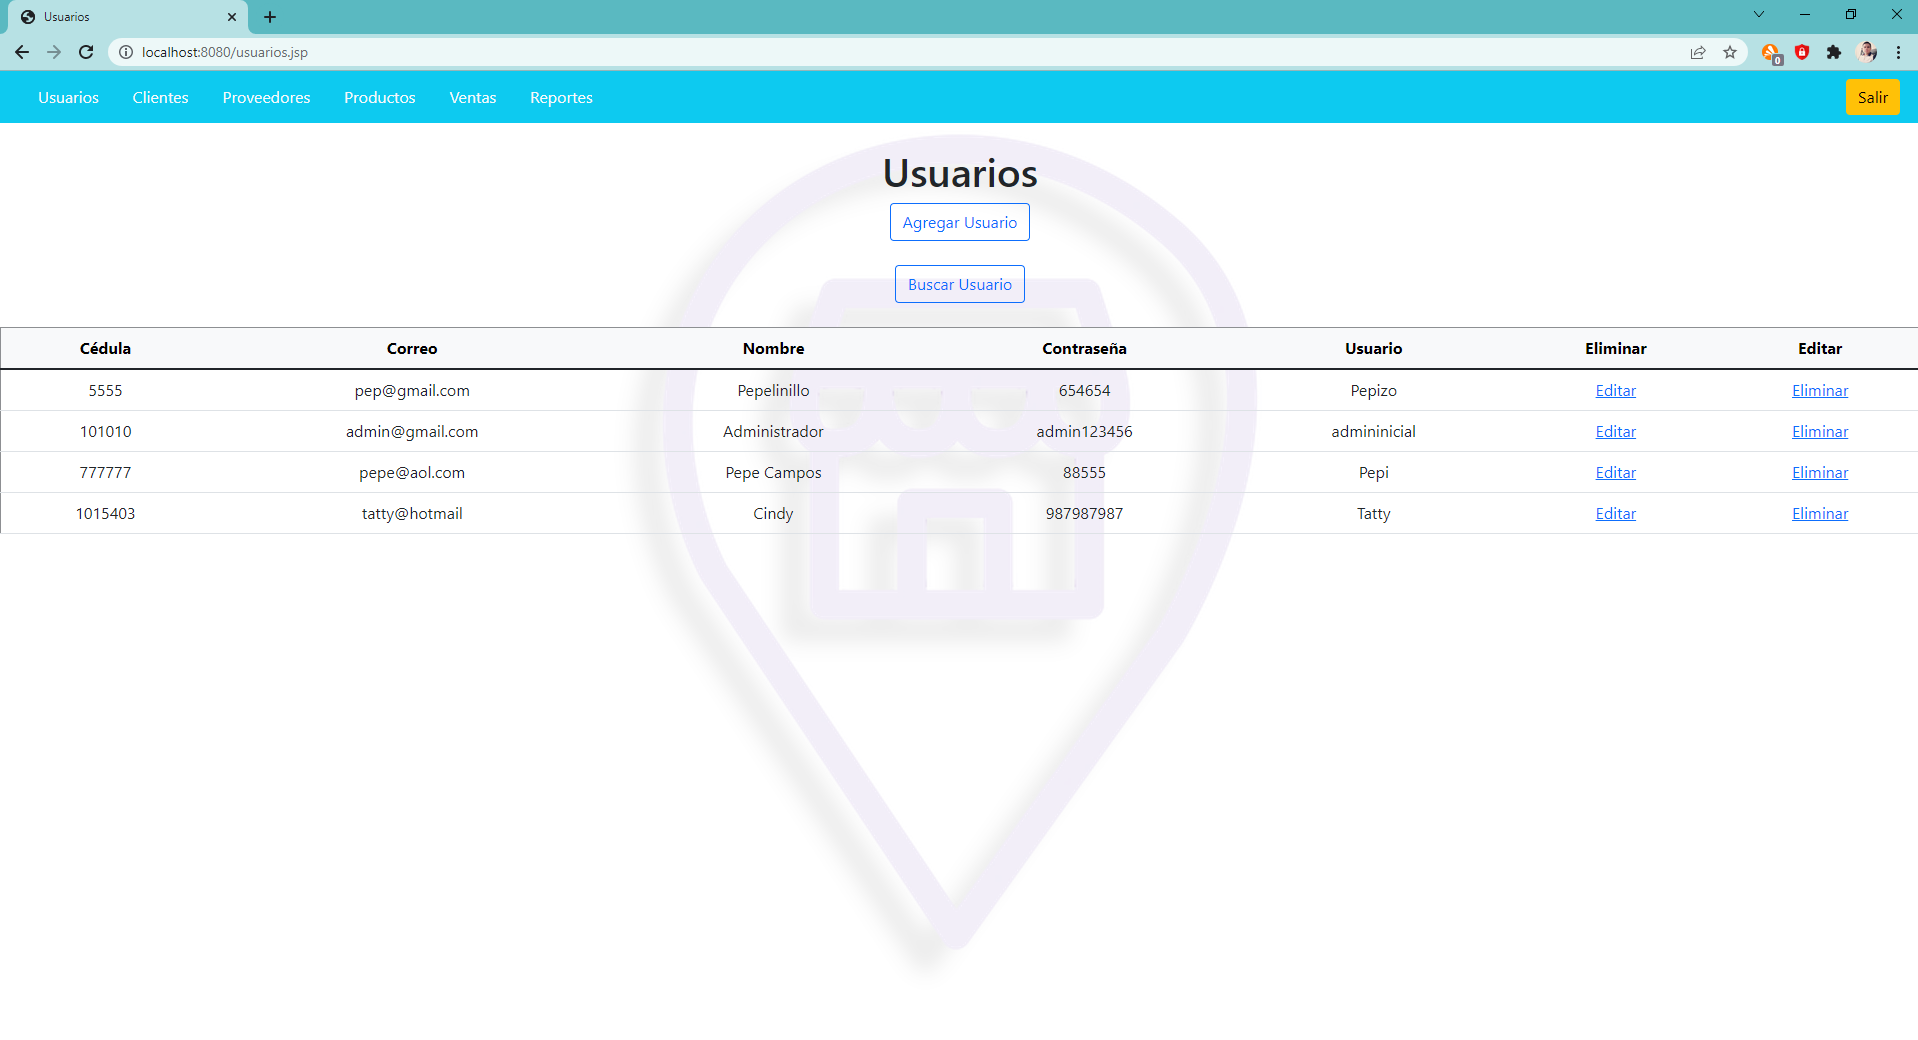 Usuarios
localhost:8080/usuarios.jsp
0
Usuarios Clientes Proveedores Productos Ventas Reportes Salir
Usuarios
Agregar Usuario
Buscar Usuario
Cédula Correo Nombre Contraseña Usuario Eliminar Editar
5555 pep@gmail.com Pepelinillo 654654 Pepizo Editar Eliminar
101010 admin@gmail.com Administrador admin123456 admininicial Editar Eliminar
777777 pepe@aol.com Pepe Campos 88555 Pepi Editar Eliminar
1015403 tatty@hotmail Cindy 987987987 Tatty Editar Eliminar